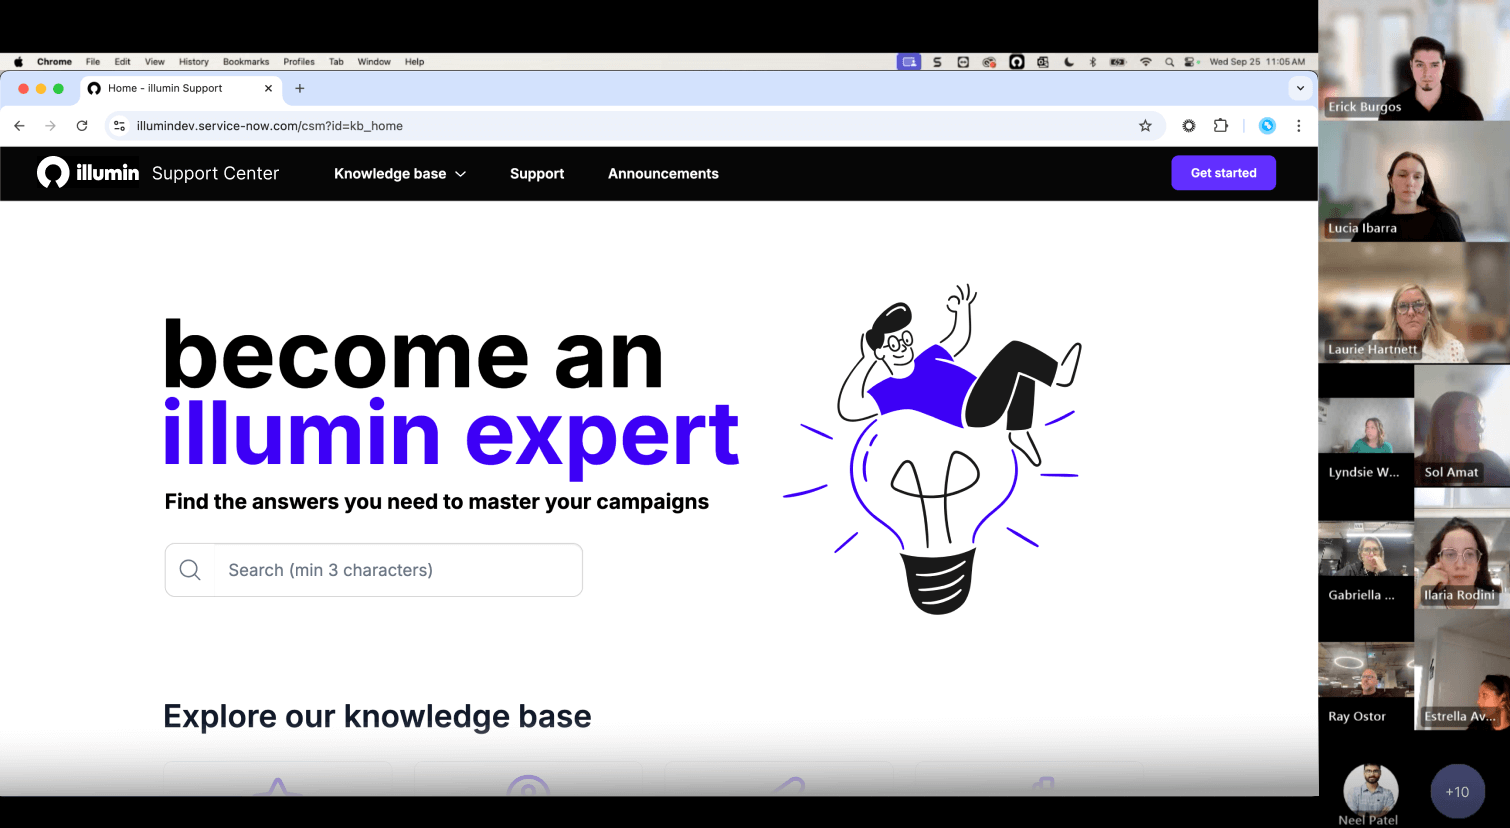 Chrome File Edit View History Bookmarks Profiles Tab Window Help Wed Sep 25 11:05 AM
Home - illumin Support
illumindev.service-now.com/csm?id=kb_home
illumin Support Center Knowledge base Support Announcements Get started
become an
illumin expert
Find the answers you need to master your campaigns
Search (min 3 characters)
Explore our knowledge base
Erick Burgos
Lucia Ibarra
Laurie Hartnett
Lyndsie W... Sol Amat
Gabriella ... Ilaria Rodini
Ray Ostor Estrella Av...
Neel Patel +10